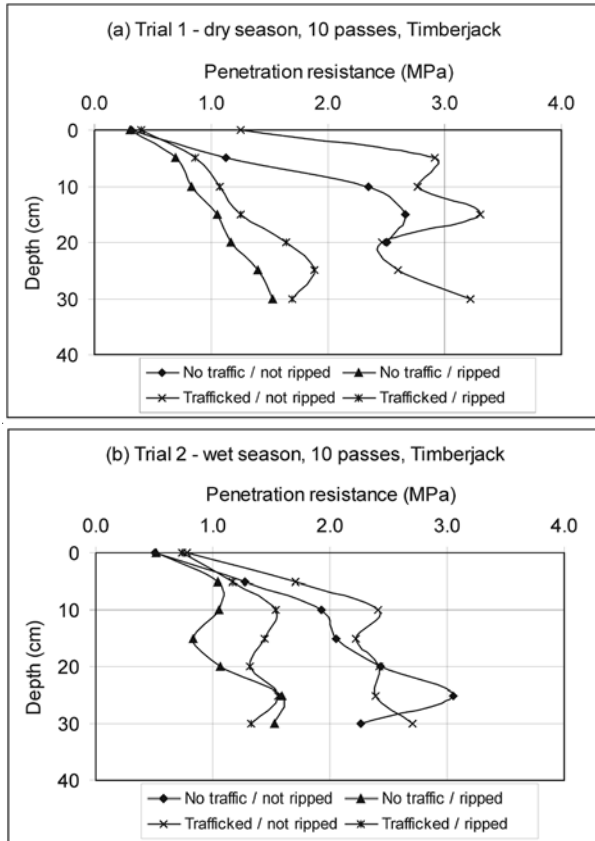 (a) Trial 1 - dry season, 10 passes, Timberjack
Penetration resistance (MPa)
0.0 1.0 2.0 3.0 4.0
0
10
20
30
40
Depth (cm)
No traffic / not ripped No traffic / ripped
Trafficked / not ripped Trafficked / ripped
(b) Trial 2 - wet season, 10 passes, Timberjack
Penetration resistance (MPa)
0.0 1.0 2.0 3.0 4.0
0
10
20
30
40
Depth (cm)
No traffic / not ripped No traffic / ripped
Trafficked / not ripped Trafficked / ripped